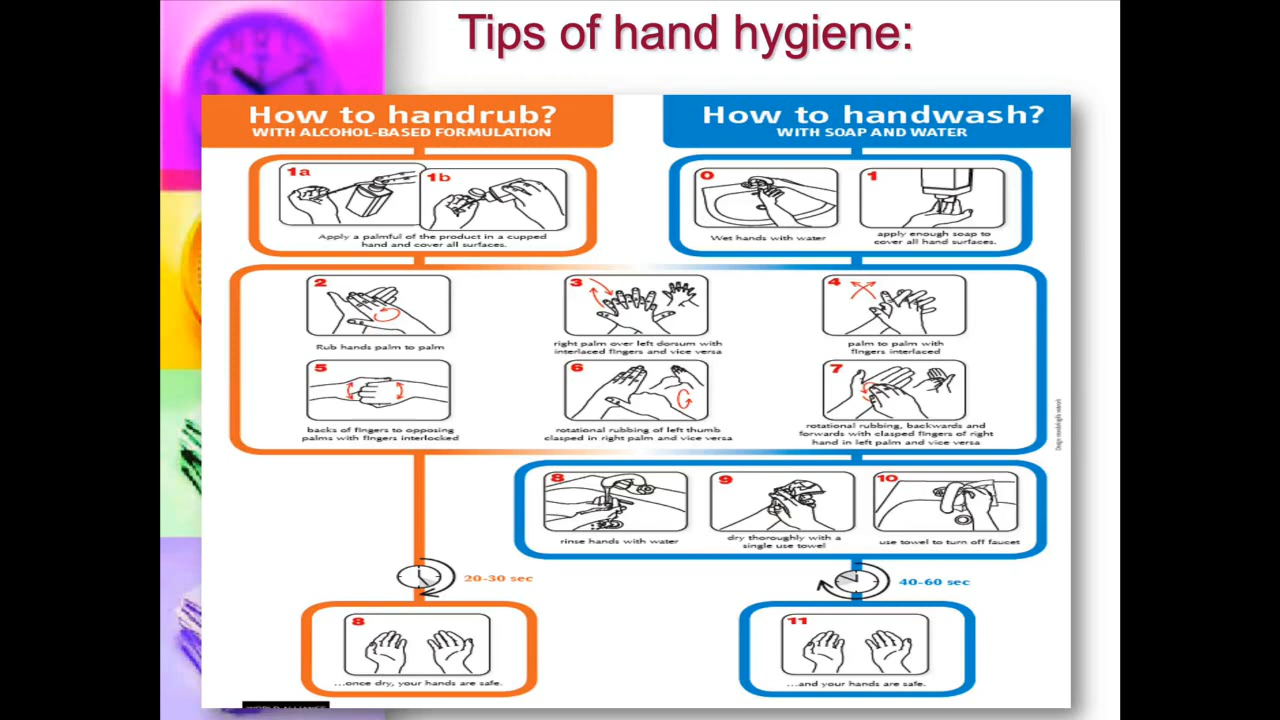 Tips of hand hygiene:
How to handrub?
WITH ALCOHOL-BASED FORMULATION
How to handwash?
WITH SOAP AND WATER
1a
1b
Apply a palmful of the product in a cupped
hand and cover all surfaces.
0
Wet hands with water
1
apply enough soap to
cover all hand surfaces.
2
Rub hands palm to palm
3
right palm over left dorsum with
interlaced fingers and vice versa
4
palm to palm with
fingers interlaced
5
backs of fingers to opposing
palms with fingers interlocked
6
rotational rubbing of left thumb
clasped in right palm and vice versa
7
rotational rubbing, backwards and
forwards with clasped fingers of right
hand in left palm and vice versa
8
rinse hands with water
9
dry thoroughly with a
single use towel
10
use towel to turn off faucet
20-30 sec
40-60 sec
8
...once dry, your hands are safe.
11
...and your hands are safe.
WORLD ALLIANCE